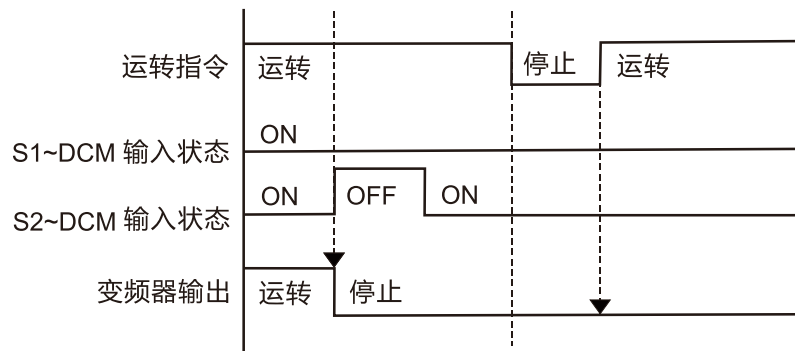 运转指令 运转 停止 运转
S1~DCM 输入状态 ON
S2~DCM 输入状态 ON OFF ON
变频器输出 运转 停止